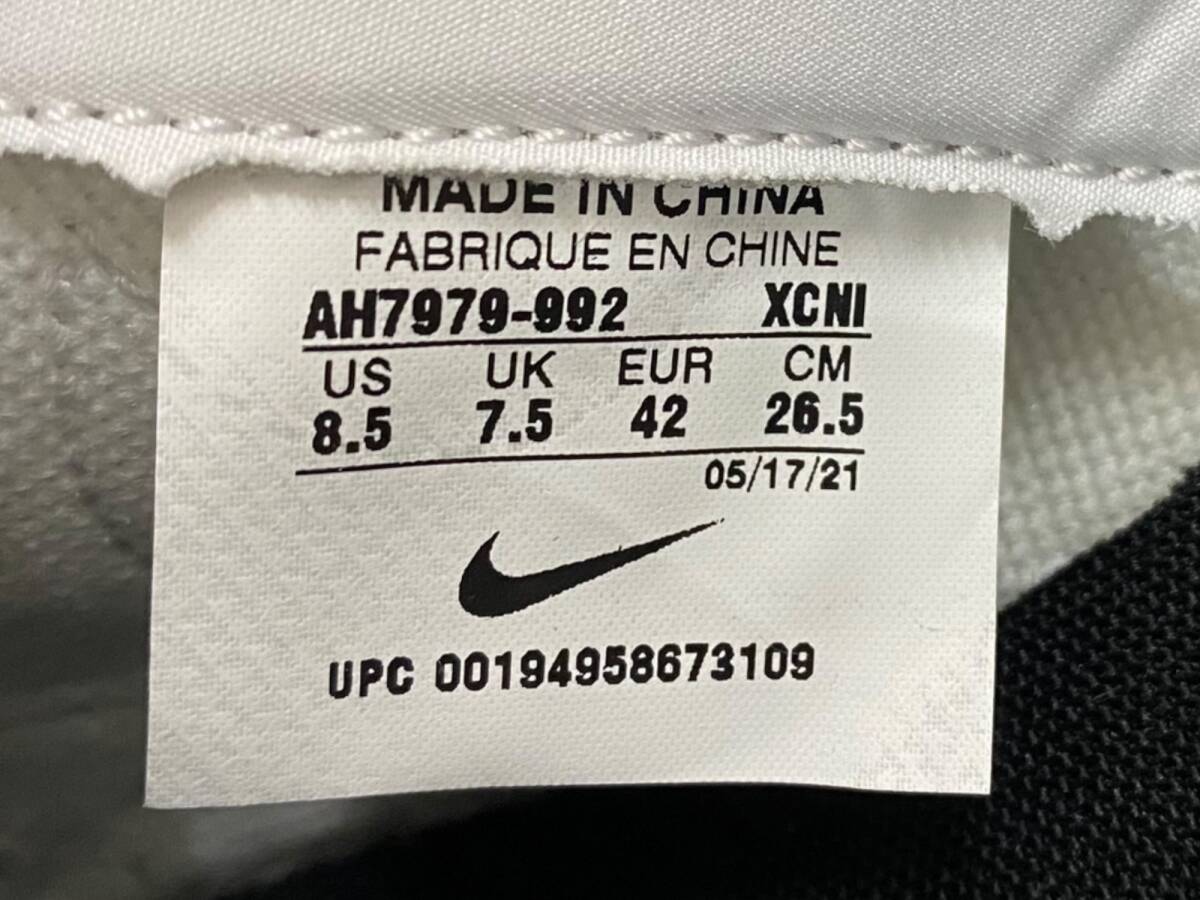 MADE IN CHINA
FABRIQUE EN CHINE
AH7979-992 XCNI
US UK EUR CM
8.5 7.5 42 26.5
05/17/21
UPC 00194958673109